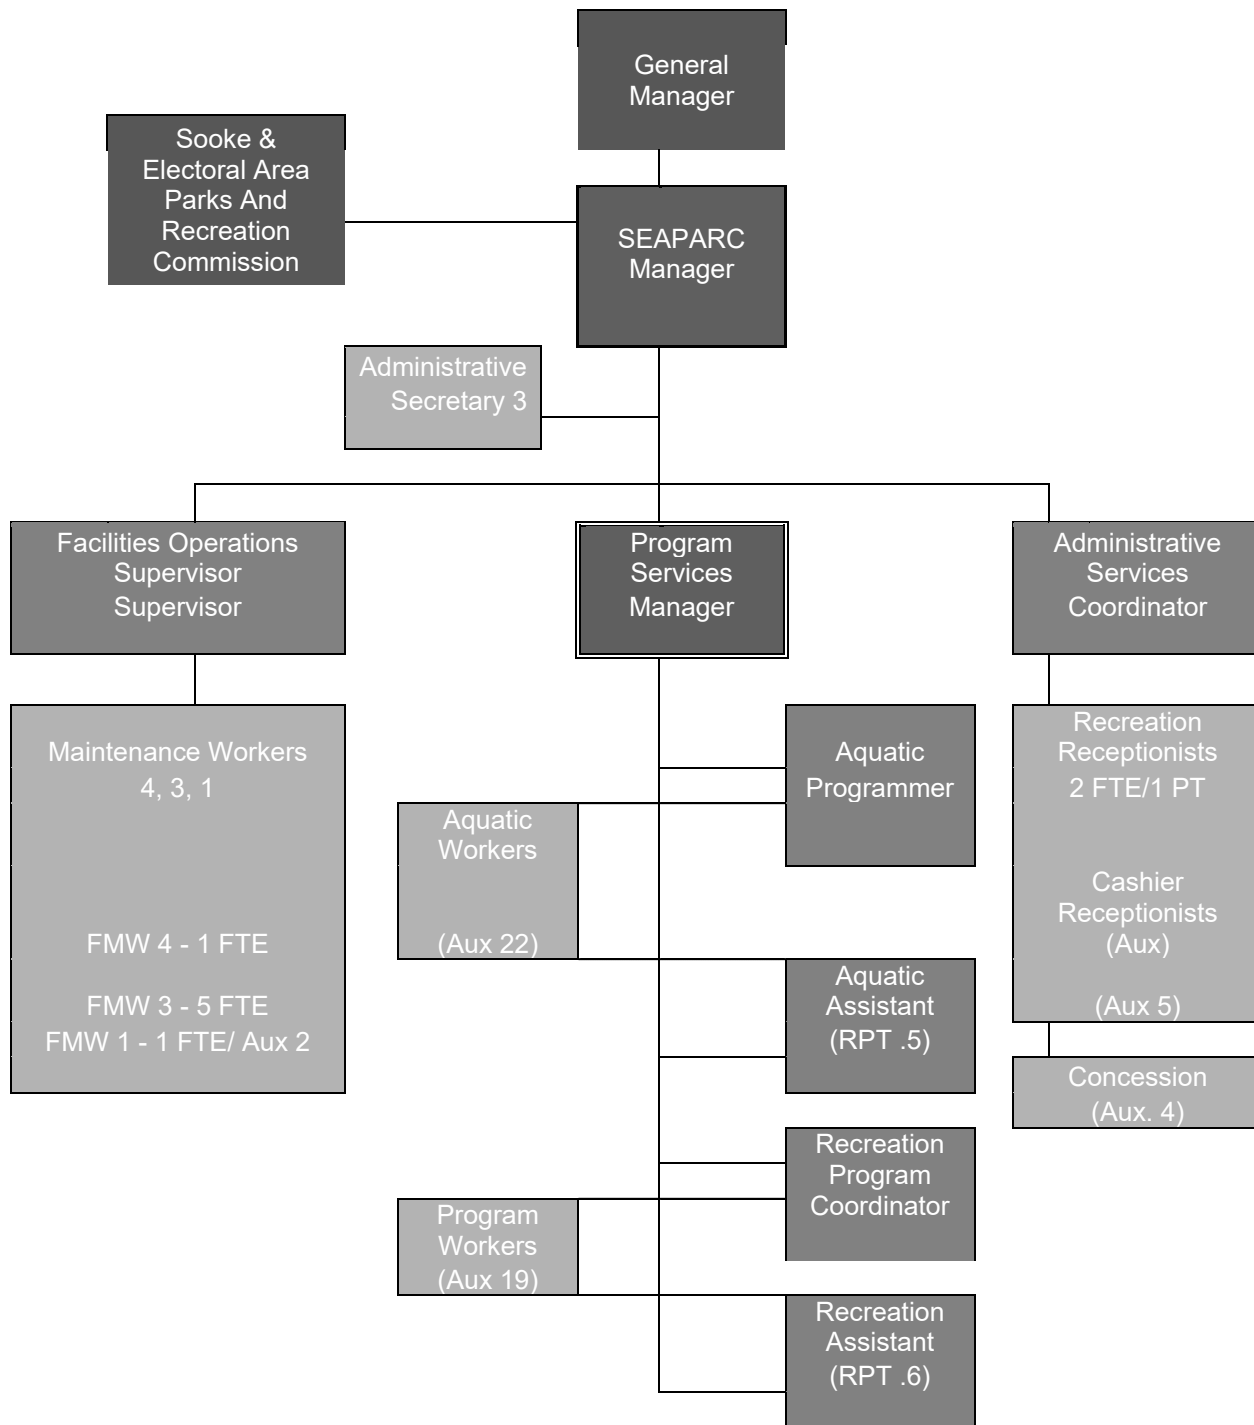 General
Manager
Sooke &
Electoral Area
Parks And
Recreation
Commission
SEAPARC
Manager
Administrative
Secretary 3
Facilities Operations
Supervisor
Supervisor
Program
Services
Manager
Administrative
Services
Coordinator
Maintenance Workers
4, 3, 1
FMW 4 - 1 FTE
FMW 3 - 5 FTE
FMW 1 - 1 FTE/ Aux 2
Aquatic
Programmer
Aquatic
Workers
(Aux 22)
Aquatic
Assistant
(RPT .5)
Recreation
Program
Coordinator
Program
Workers
(Aux 19)
Recreation
Assistant
(RPT .6)
Recreation
Receptionists
2 FTE/1 PT
Cashier
Receptionists
(Aux)
(Aux 5)
Concession
(Aux. 4)